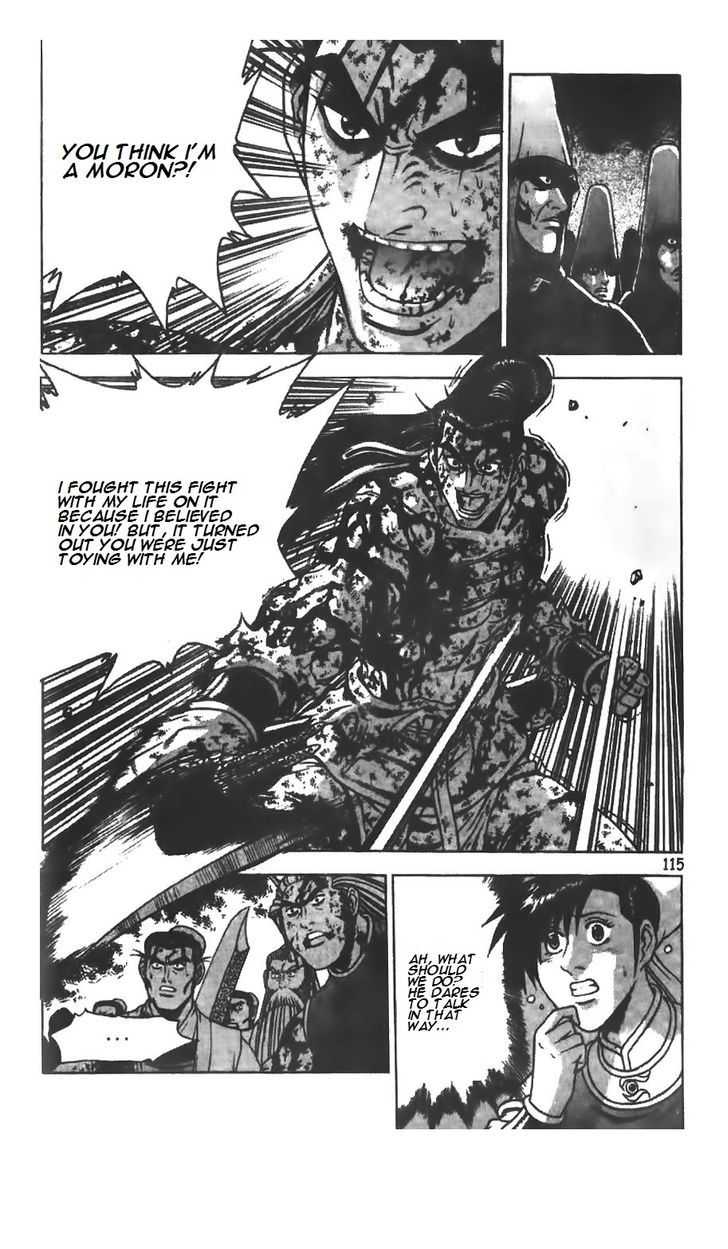 YOU THINK I'M
A MORON?!
I FOUGHT THIS FIGHT
WITH MY LIFE ON IT
BECAUSE I BELIEVED
IN YOU! BUT, IT TURNED
OUT YOU WERE JUST
TOYING WITH ME!
115
...
AH, WHAT
SHOULD
WE DO?
HE DARES
TO TALK
IN THAT
WAY...